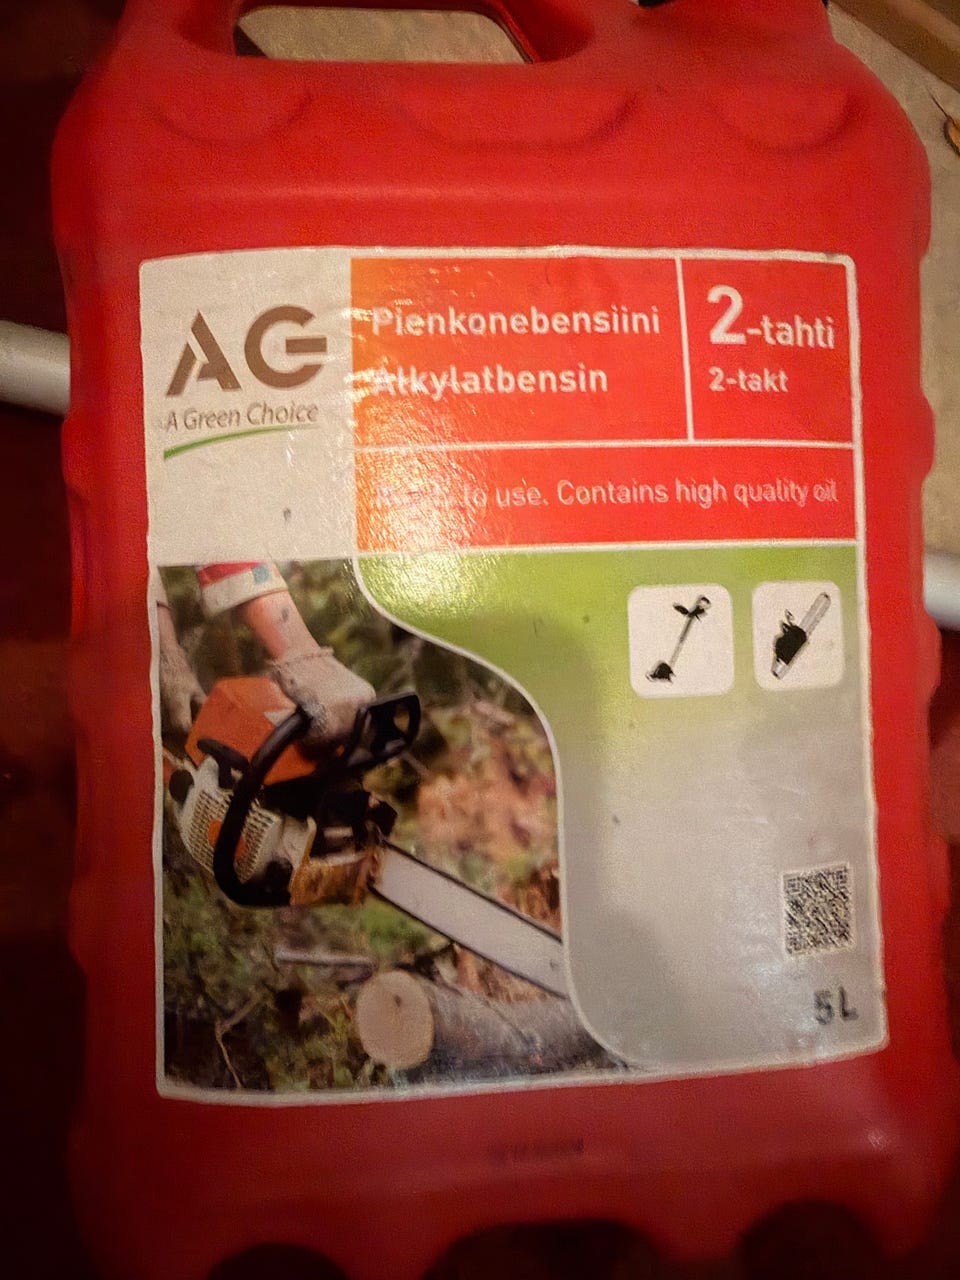 AG
A Green Choice
Pienkonebensiini
Alkylatbensin
2-tahti
2-takt
to use. Contains high quality oil
5L